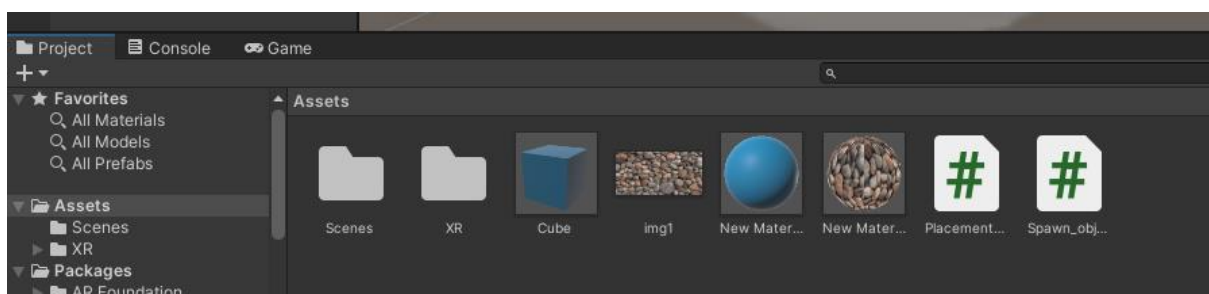 Project Console Game
Favorites
All Materials
All Models
All Prefabs
Assets
Scenes
XR
Packages
AR Foundation
Assets
Scenes XR Cube img1 New Mater... New Mater... Placement... Spawn_obj...
# #